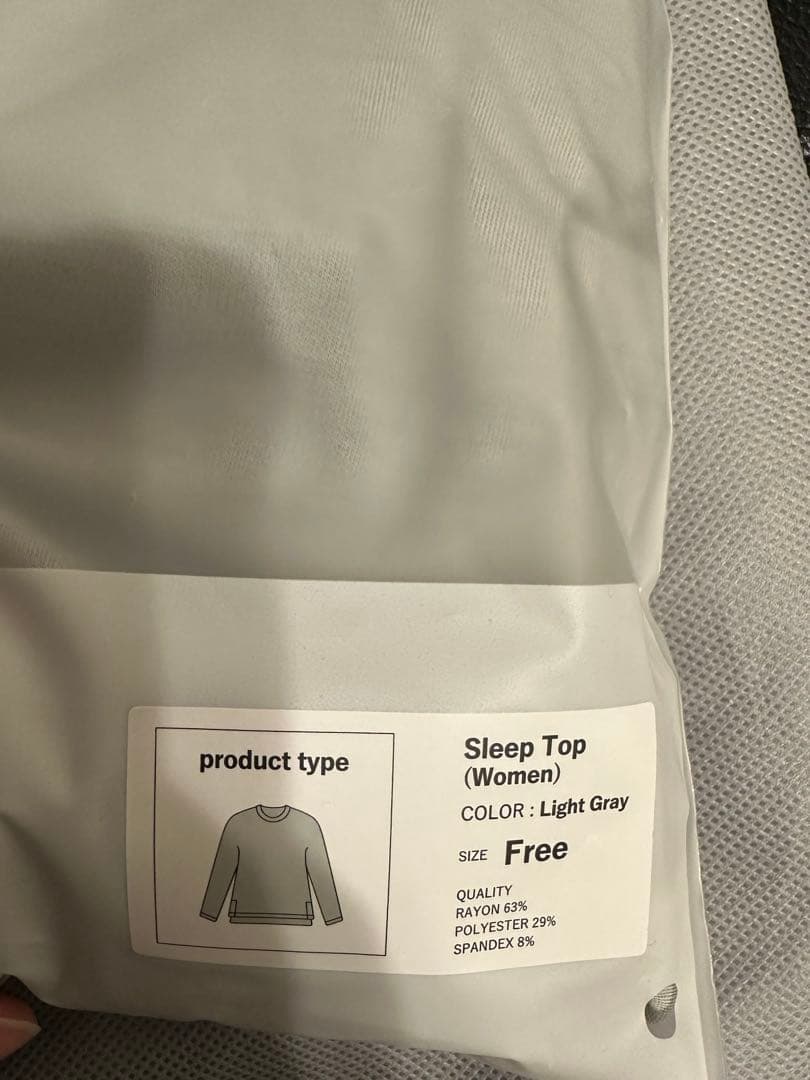 product type
Sleep Top
(Women)
COLOR : Light Gray
SIZE Free
QUALITY
RAYON 63%
POLYESTER 29%
SPANDEX 8%